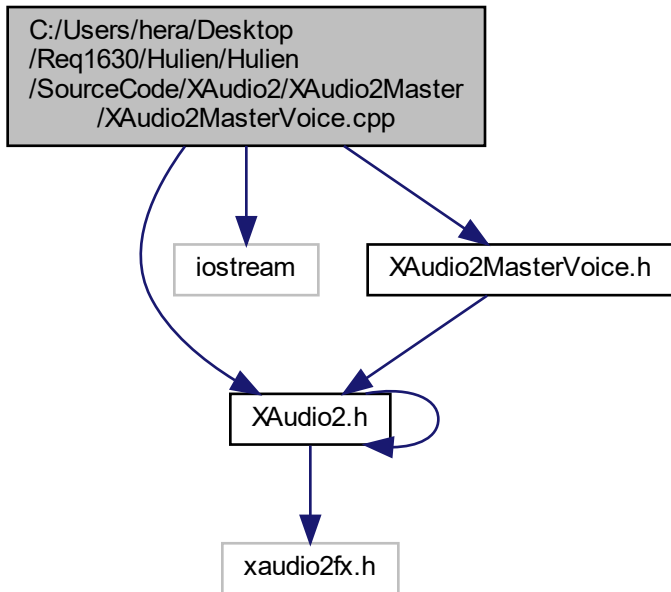 C:/Users/hera/Desktop
/Req1630/Hulien/Hulien
/SourceCode/XAudio2/XAudio2Master
/XAudio2MasterVoice.cpp
iostream
XAudio2MasterVoice.h
XAudio2.h
xaudio2fx.h